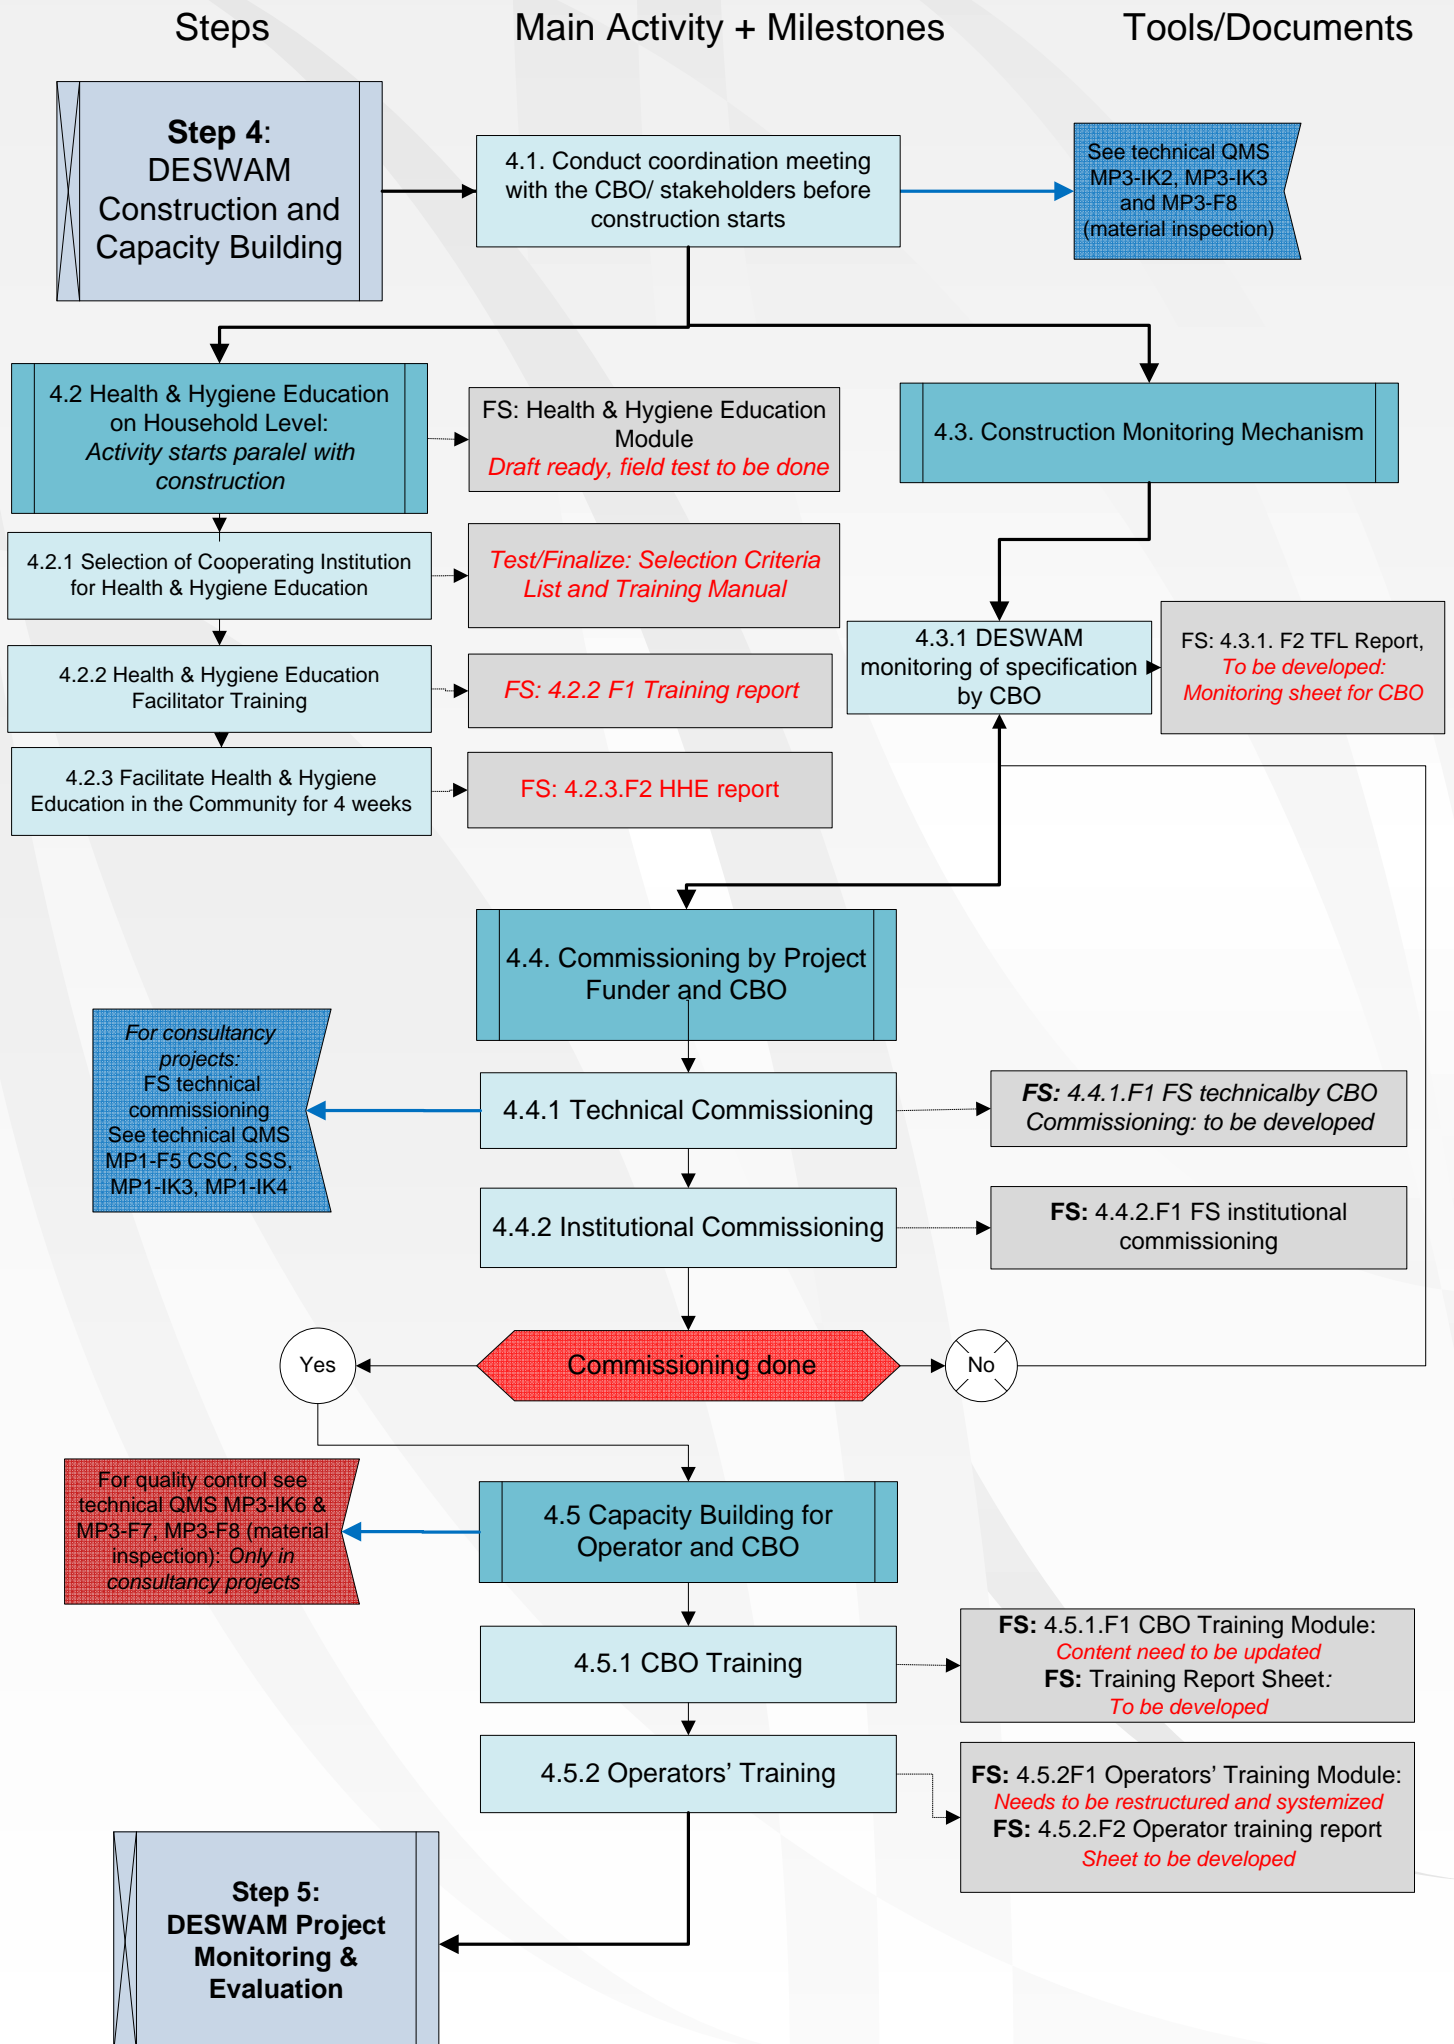 Steps
Main Activity + Milestones
Tools/Documents
Step 4:
DESWAM
Construction and
Capacity Building
4.1. Conduct coordination meeting
with the CBO/ stakeholders before
construction starts
See technical QMS
MP3-IK2, MP3-IK3
and MP3-F8
(material inspection)
4.2 Health & Hygiene Education
on Household Level:
Activity starts paralel with
construction
FS: Health & Hygiene Education
Module
Draft ready, field test to be done
4.3. Construction Monitoring Mechanism
4.2.1 Selection of Cooperating Institution
for Health & Hygiene Education
Test/Finalize: Selection Criteria
List and Training Manual
4.3.1 DESWAM
monitoring of specification
by CBO
FS: 4.3.1. F2 TFL Report,
To be developed:
Monitoring sheet for CBO
4.2.2 Health & Hygiene Education
Facilitator Training
FS: 4.2.2 F1 Training report
4.2.3 Facilitate Health & Hygiene
Education in the Community for 4 weeks
FS: 4.2.3.F2 HHE report
4.4. Commissioning by Project
Funder and CBO
For consultancy
projects:
FS technical
commissioning
See technical QMS
MP1-F5 CSC, SSS,
MP1-IK3, MP1-IK4
4.4.1 Technical Commissioning
FS: 4.4.1.F1 FS technicalby CBO
Commissioning: to be developed
4.4.2 Institutional Commissioning
FS: 4.4.2.F1 FS institutional
commissioning
Yes
Commissioning done
No
For quality control see
technical QMS MP3-IK6 &
MP3-F7, MP3-F8 (material
inspection): Only in
consultancy projects
4.5 Capacity Building for
Operator and CBO
4.5.1 CBO Training
FS: 4.5.1.F1 CBO Training Module:
Content need to be updated
FS: Training Report Sheet:
To be developed
4.5.2 Operators’ Training
FS: 4.5.2F1 Operators’ Training Module:
Needs to be restructured and systemized
FS: 4.5.2.F2 Operator training report
Sheet to be developed
Step 5:
DESWAM Project
Monitoring &
Evaluation